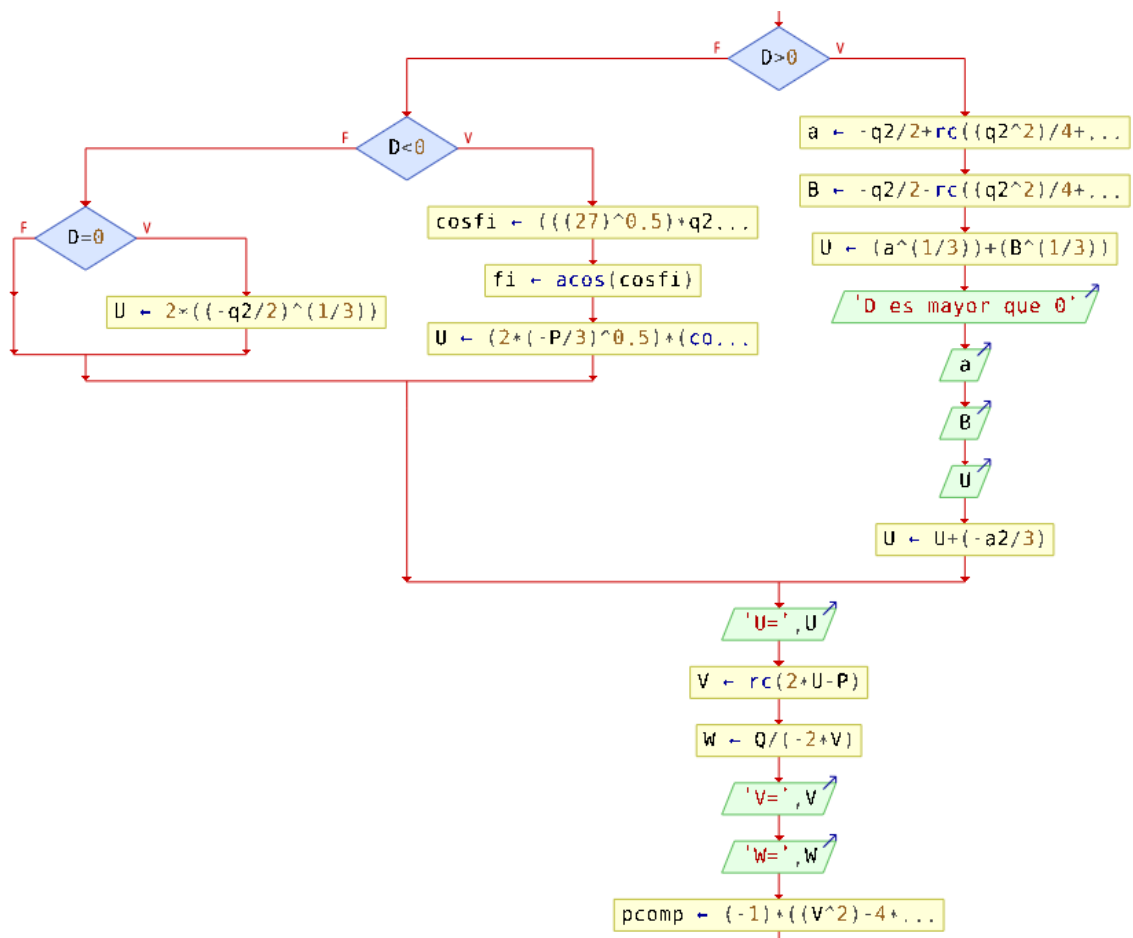 D>0
F
V
D<0
F
V
a ← -q2/2+rc((q2^2)/4+...
B ← -q2/2-rc((q2^2)/4+...
D=0
F
V
cosfi ← (((27)^0.5)*q2...
U ← (a^(1/3))+(B^(1/3))
fi ← acos(cosfi)
'D es mayor que 0'
U ← 2*((-q2/2)^(1/3))
U ← (2*(-P/3)^0.5)*(co...
a
B
U
U ← U+(-a2/3)
'U=',U
V ← rc(2*U-P)
W ← Q/(-2*V)
'V=',V
'W=',W
pcomp ← (-1)*((V^2)-4*...